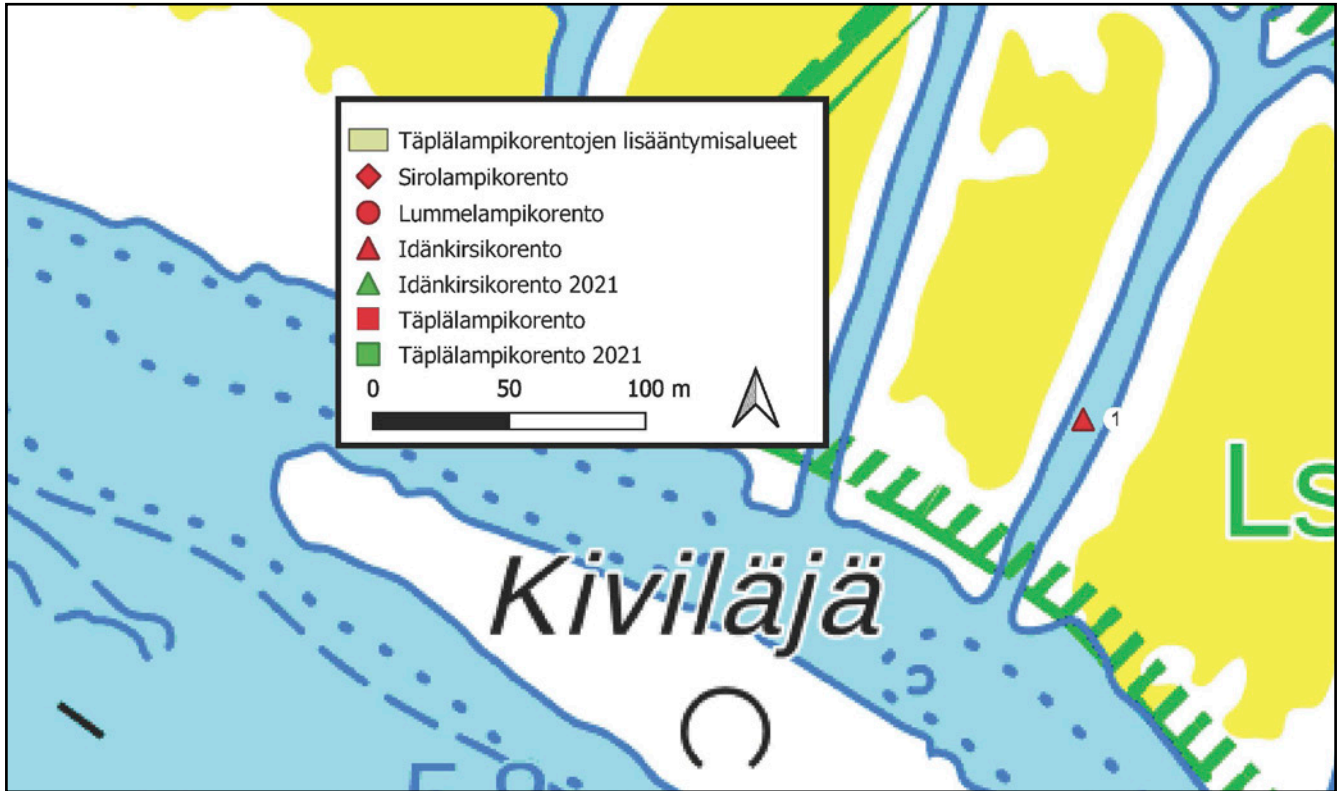 Täplälampikorentojen lisääntymisalueet
Sirolampikorento
Lummelampikorento
Idänkirsikorento
Idänkirsikorento 2021
Täplälampikorento
Täplälampikorento 2021
0 50 100 m
1
Ls
Kiviläjä